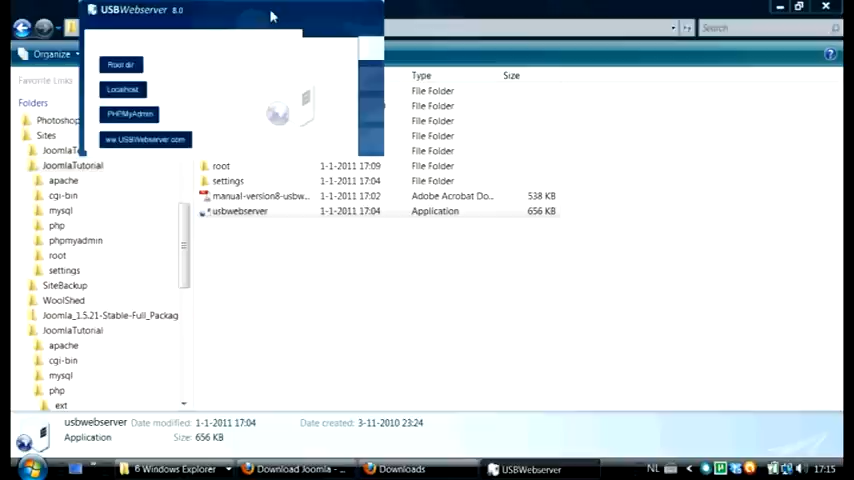 USBWebserver 8.0
Search
Organize
Root dir
Localhost
PHPMyAdmin
ww.USBWebserver.com
Favorite Links
Folders
Photoshop
Sites
JoomlaT
JoomlaTutorial
apache
cgi-bin
mysql
php
phpmyadmin
root
settings
SiteBackup
WoolShed
Joomla_1.5.21-Stable-Full_Packag
JoomlaTutorial
apache
cgi-bin
mysql
php
ext
Type Size
File Folder
File Folder
File Folder
File Folder
File Folder
root 1-1-2011 17:09 File Folder
settings 1-1-2011 17:04 File Folder
manual-version8-usbw... 1-1-2011 17:02 Adobe Acrobat Do... 538 KB
usbwebserver 1-1-2011 17:04 Application 656 KB
usbwebserver Date modified: 1-1-2011 17:04 Date created: 3-11-2010 23:24
Application Size: 656 KB
6 Windows Explorer Download Joomla - ... Downloads USBWebserver NL 17:15